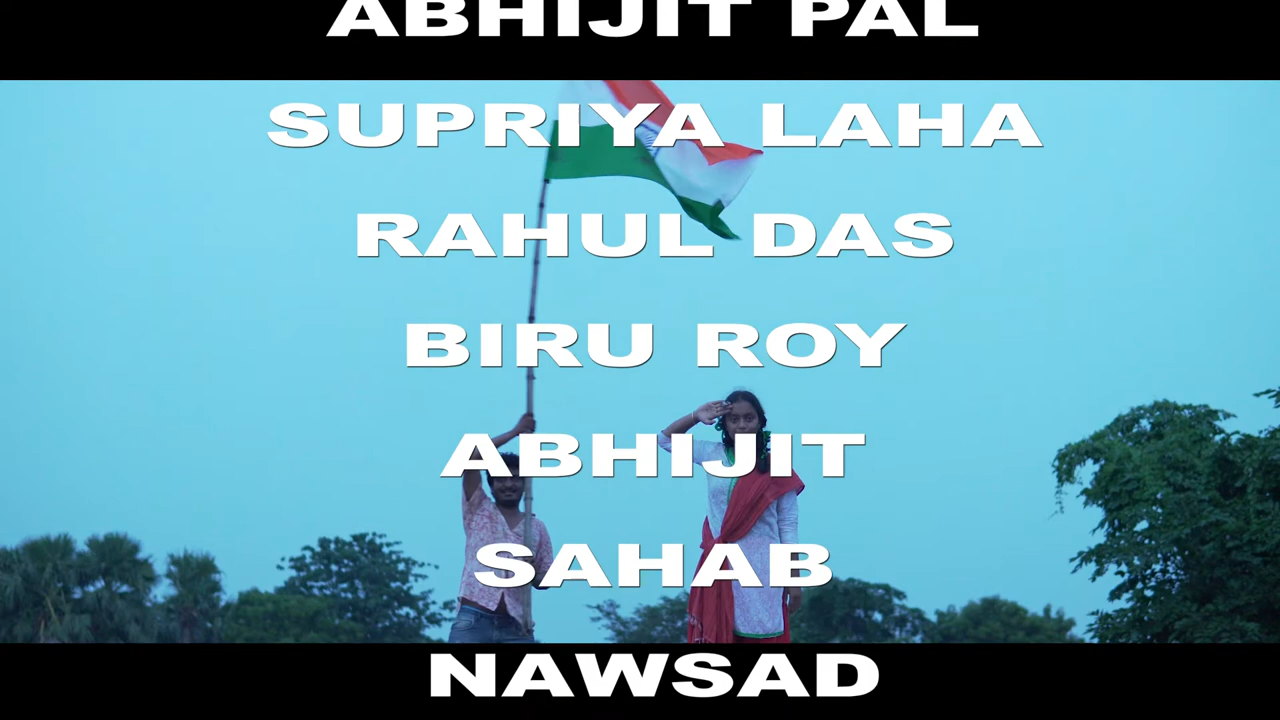 ABHIJIT PAL
SUPRIYA LAHA
RAHUL DAS
BIRU ROY
ABHIJIT
SAHAB
NAWSAD